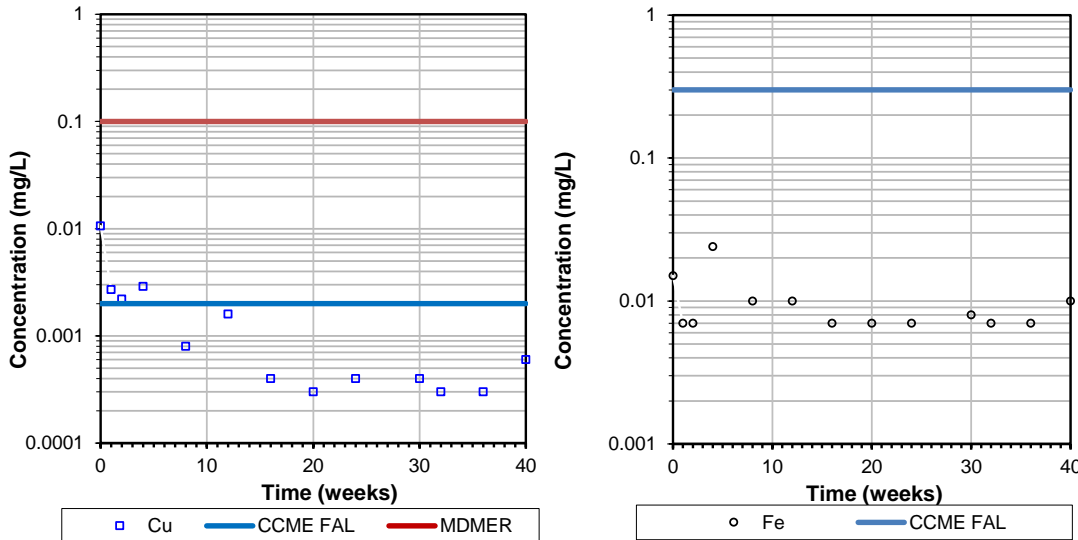 1
0.1
0.01
0.001
0.0001
Concentration (mg/L)
0 10 20 30 40
Time (weeks)
Cu CCME FAL MDMER
1
0.1
0.01
0.001
Concentration (mg/L)
0 10 20 30 40
Time (weeks)
Fe CCME FAL